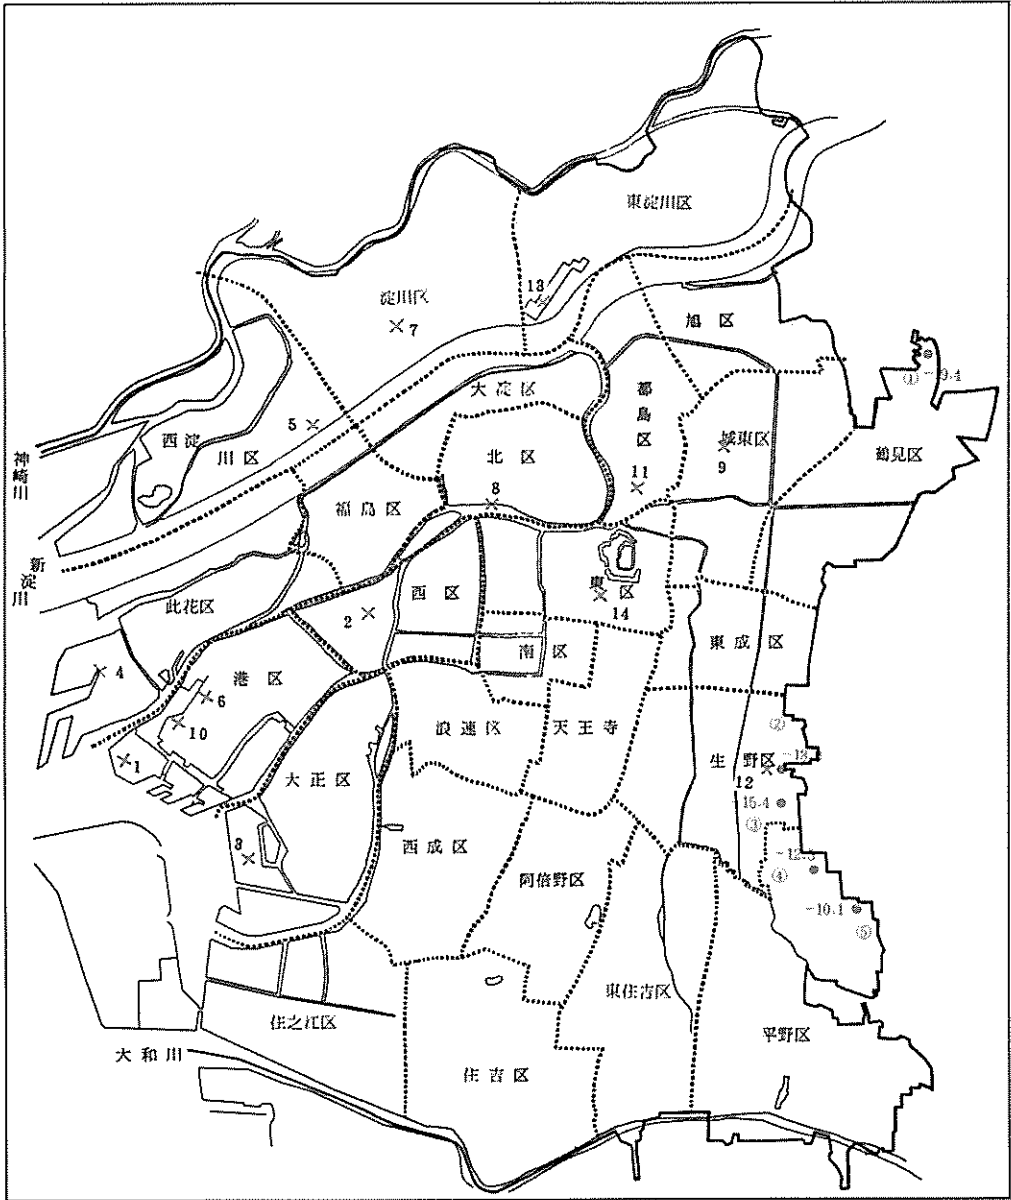 東淀川区
13
淀川区
7
旭区
大淀区
都島区
① -9.4
西淀川区
5
北区
城東区
9
鶴見区
神崎川
11
8
福島区
新淀川
此花区
2
西区
東区
14
東成区
4
港区
南区
6
10
浪速区
天王寺
②
生野区
-13
1
大正区
12
15.4
③
3
西成区
阿倍野区
④
-10.1
⑤
東住吉区
住之江区
平野区
大和川
住吉区